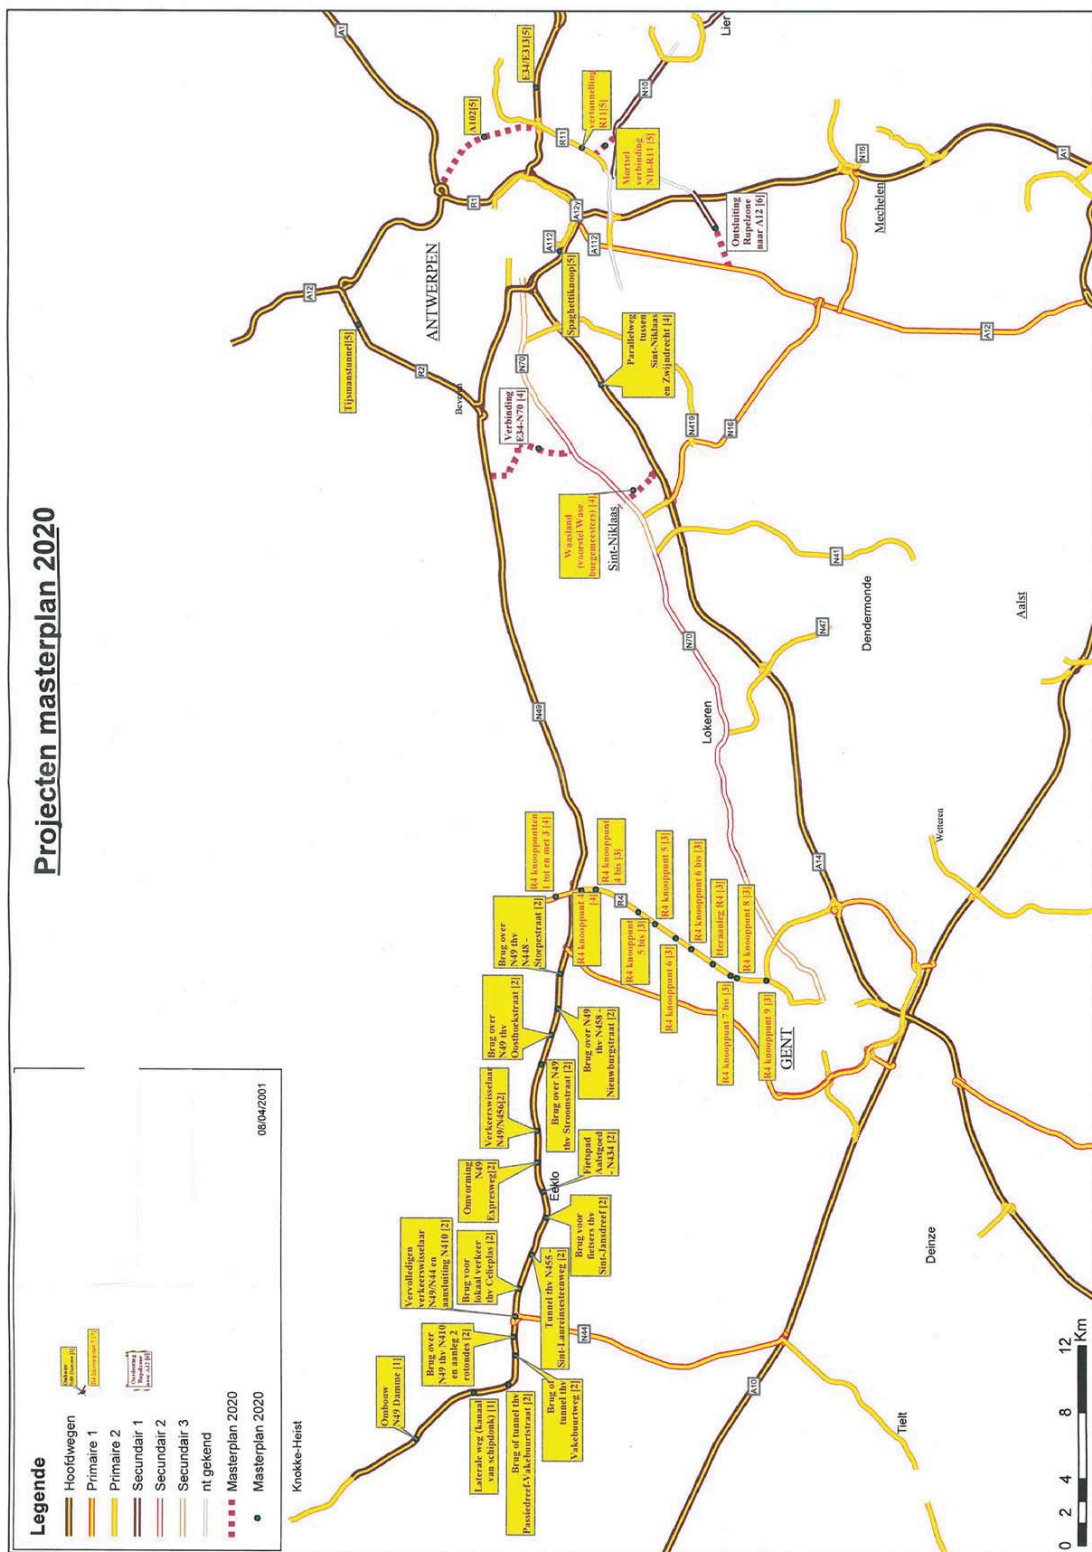 Projecten masterplan 2020
Legende
Hoofdwegen
Primaire 1
Primaire 2
Secundair 1
Secundair 2
Secundair 3
nt gekend
Masterplan 2020
Masterplan 2020
08/04/2001
Knokke-Heist
Ombouw
N49 Damme [1]
Laterale weg (kanaal
van schipdonk) [1]
Brug of tunnel thv
Passiedreef-Vakebuurtstraat [2]
Brug of
tunnel thv
Vakebuurtweg [2]
Brug over
N49 thv N410
en aanleg 2
rotondes [2]
Vervolledigen
verkeerswisselaar
N49/N44 en
aansluiting N410 [2]
Brug voor
lokaal verkeer
thv Celieplas [2]
Tunnel thv N455 -
Sint-Laureinsesteenweg [2]
Brug voor
fietsers thv
Sint-Jansdreef [2]
Omvorming
N49
Expresweg[2]
Eeklo
Fietspad
Aalstgoed
- N434 [2]
Verkeerswisselaar
N49/N456[2]
Brug over N49
thv Stroomstraat [2]
Brug over
N49 thv
Oosthoekstraat [2]
Brug over N49
thv N458 -
Nieuwburgstraat [2]
Brug over
N49 thv
N448 -
Stoepestraat [2]
R4 knooppuntten
1 tot en met 3 [4]
R4 knooppunt 4
[4]
R4 knooppunt
4 bis [3]
R4
R4 knooppunt
5 bis [3]
R4 knooppunt 5 [3]
R4 knooppunt 6 [3]
R4 knooppunt 6 bis [3]
Heraanleg R4 [3]
R4 knooppunt 7 bis [3]
R4 knooppunt 8 [3]
R4 knooppunt 9 [3]
GENT
N44
A10
Tielt
Deinze
Wetteren
A14
N49
Lokeren
N70
N47
Dendermonde
N41
Aalst
Waasland
(voorstel Wase
burgemeesters) [4]
Sint-Niklaas
Verbinding
E34-N70 [4]
Beveren
N70
N419
N16
Parallelweg
tussen
Sint-Niklaas
en Zwijndrecht [4]
Spaghettiknoop[5]
Tijsmanstunnel[5]
R2
A12
ANTWERPEN
A1
R1
A102[5]
E34/E313[5]
R11
vertunnelling
R11[5]
Mortsel
verbinding
N10-R11 [5]
N10
Lier
A112
A12y
A112
Ontsluiting
Rupelzone
naar A12 [6]
Mechelen
N16
A1
A12
0 2 4 8 12
Km